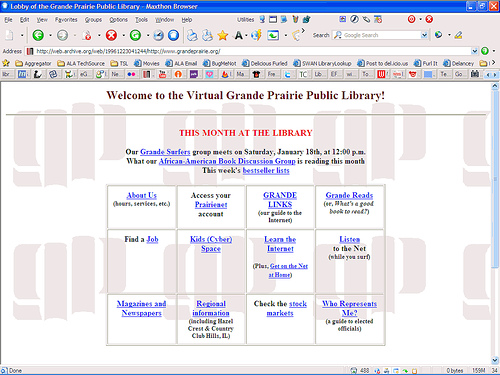 Lobby of the Grande Prairie Public Library - Maxthon Browser
File Edit View Favorites Groups Options Tools Window Help Utilities
Search Google Search
Address http://web.archive.org/web/19961223041244/http://www.grandeprairie.org/
Aggregator ALA TechSource TSL Movies ALA Email BugMeNot Delicious Purled SWAN LibraryLookup Post to del.icio.us Furl It Delancey
Welcome to the Virtual Grande Prairie Public Library!
THIS MONTH AT THE LIBRARY
Our Grande Surfers group meets on Saturday, January 18th, at 12:00 p.m.
What our African-American Book Discussion Group is reading this month
This week's bestseller lists
About Us
(hours, services, etc.)
Access your
Prairienet
account
GRANDE
LINKS
(our guide to the
Internet)
Grande Reads
(or, What's a good
book to read?)
Find a Job
Kids (Cyber)
Space
Learn the
Internet
(Plus, Get on the Net
at Home)
Listen
to the Net
(while you surf)
Magazines and
Newspapers
Regional
information
(including Hazel
Crest & Country
Club Hills, IL)
Check the stock
markets
Who Represents
Me?
(a guide to elected
officials)
Done 488 0 bytes 159M 34